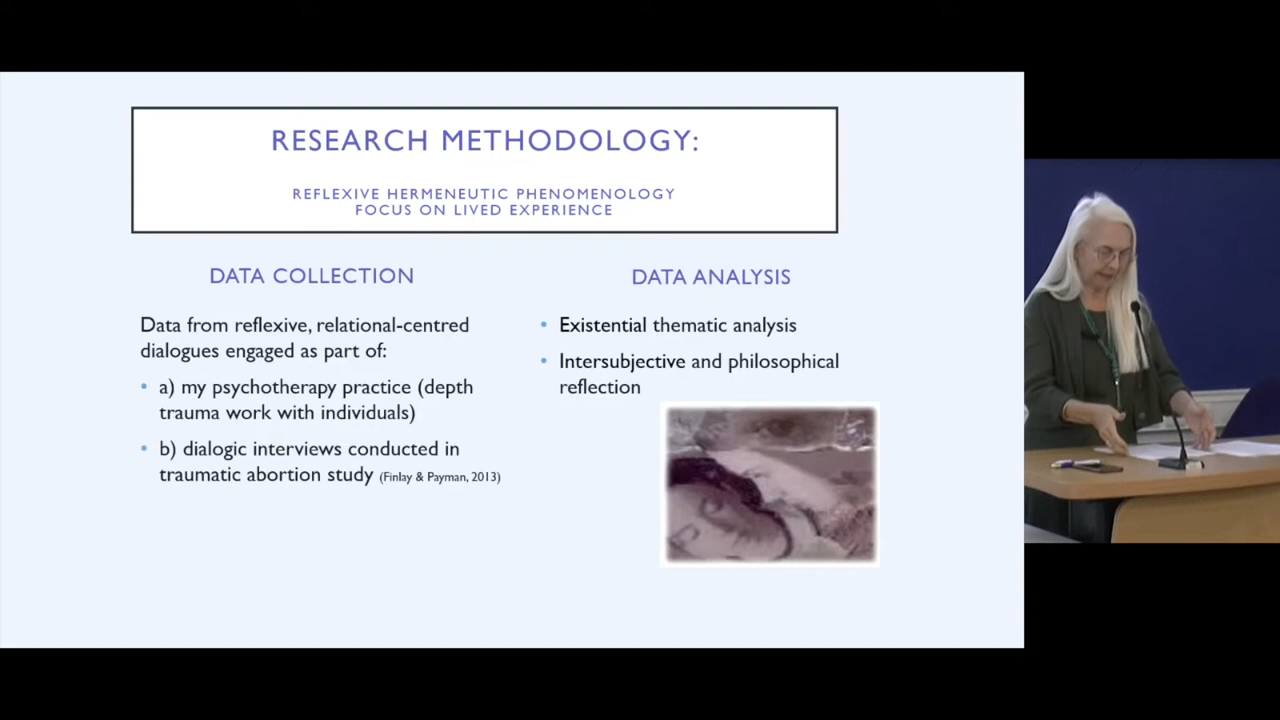 RESEARCH METHODOLOGY:
REFLEXIVE HERMENEUTIC PHENOMENOLOGY
FOCUS ON LIVED EXPERIENCE
DATA COLLECTION
Data from reflexive, relational-centred
dialogues engaged as part of:
• a) my psychotherapy practice (depth
trauma work with individuals)
• b) dialogic interviews conducted in
traumatic abortion study (Finlay & Payman, 2013)
DATA ANALYSIS
• Existential thematic analysis
• Intersubjective and philosophical
reflection